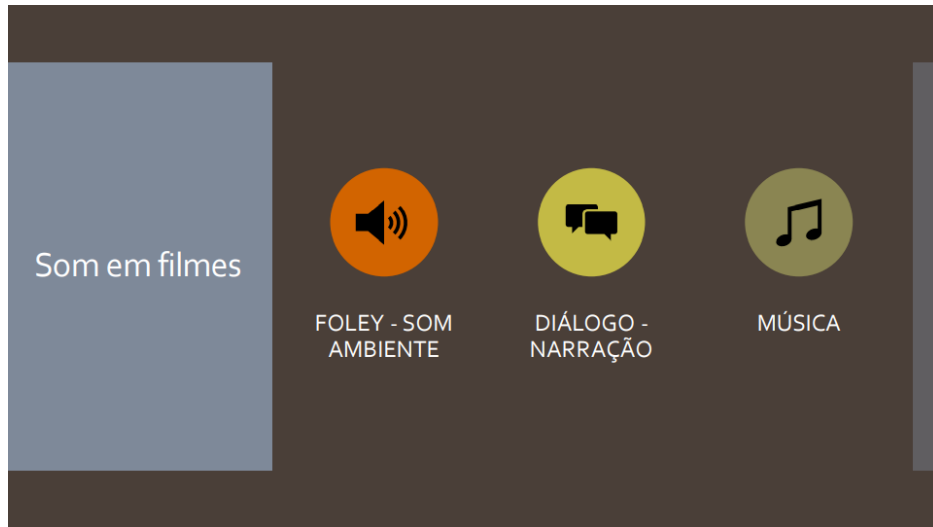 Som em filmes
FOLEY - SOM
AMBIENTE
DIÁLOGO -
NARRAÇÃO
MÚSICA